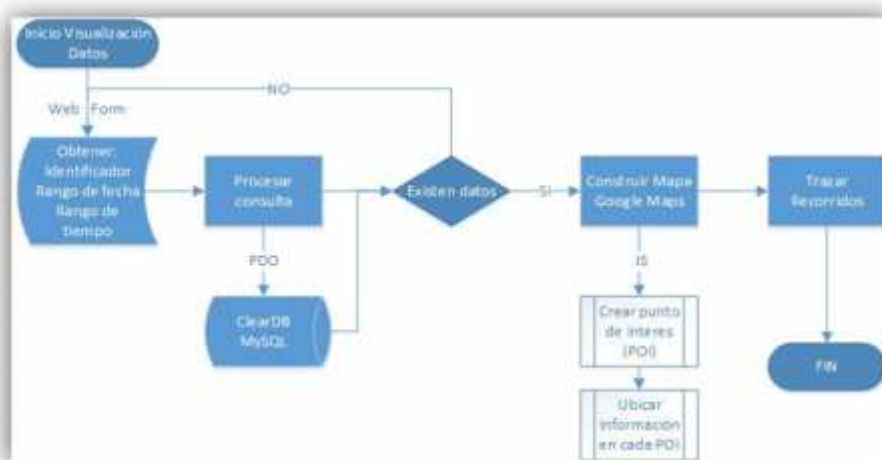 Inicio Visualización
Datos
NO
Web Form
Obtener:
Identificador
Rango de fecha
Rango de
tiempo
Procesar
consulta
Existen datos
SI
Construir Mapa
Google Maps
Trazar
Recorridos
PDO
JS
ClearDB
MySQL
Crear punto
de interes
(POI)
FIN
Ubicar
información
en cada POI